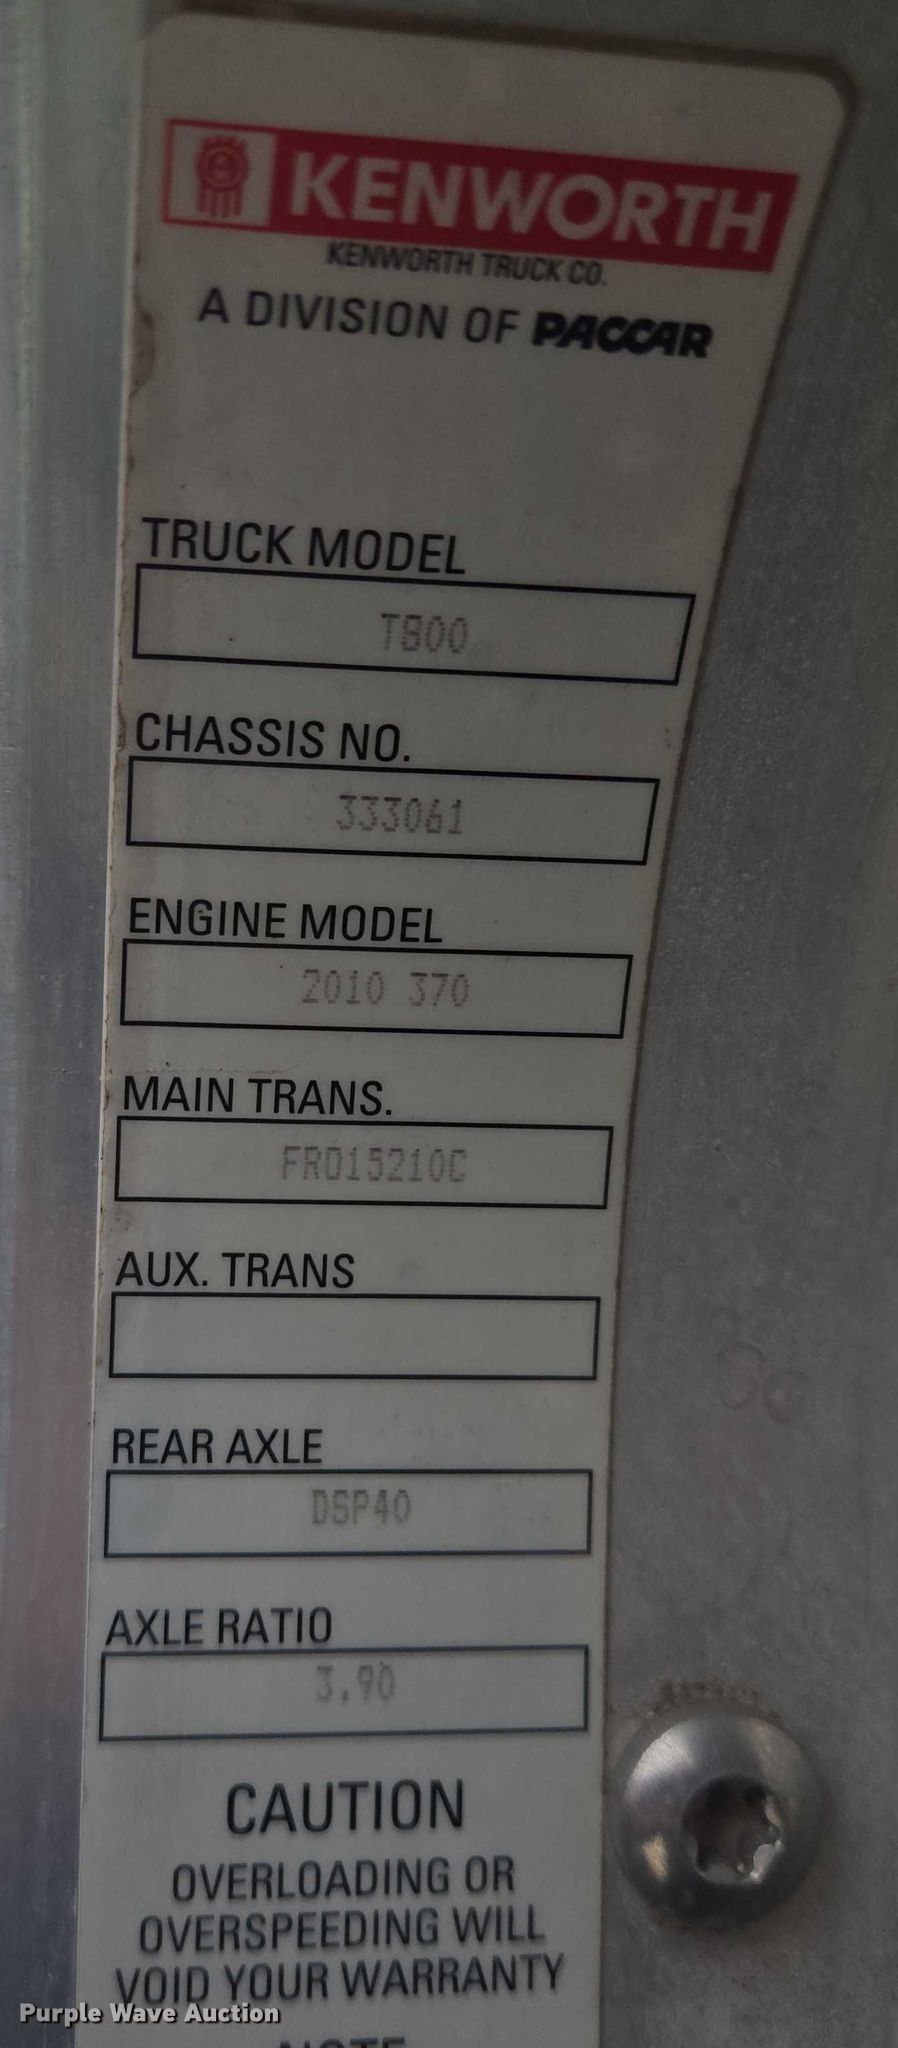 KENWORTH
KENWORTH TRUCK CO.
A DIVISION OF PACCAR
TRUCK MODEL
T800
CHASSIS NO.
333061
ENGINE MODEL
2010 370
MAIN TRANS.
FRO15210C
AUX. TRANS
REAR AXLE
DSP40
AXLE RATIO
3.90
CAUTION
OVERLOADING OR
OVERSPEEDING WILL
VOID YOUR WARRANTY
NOTE
Purple Wave Auction